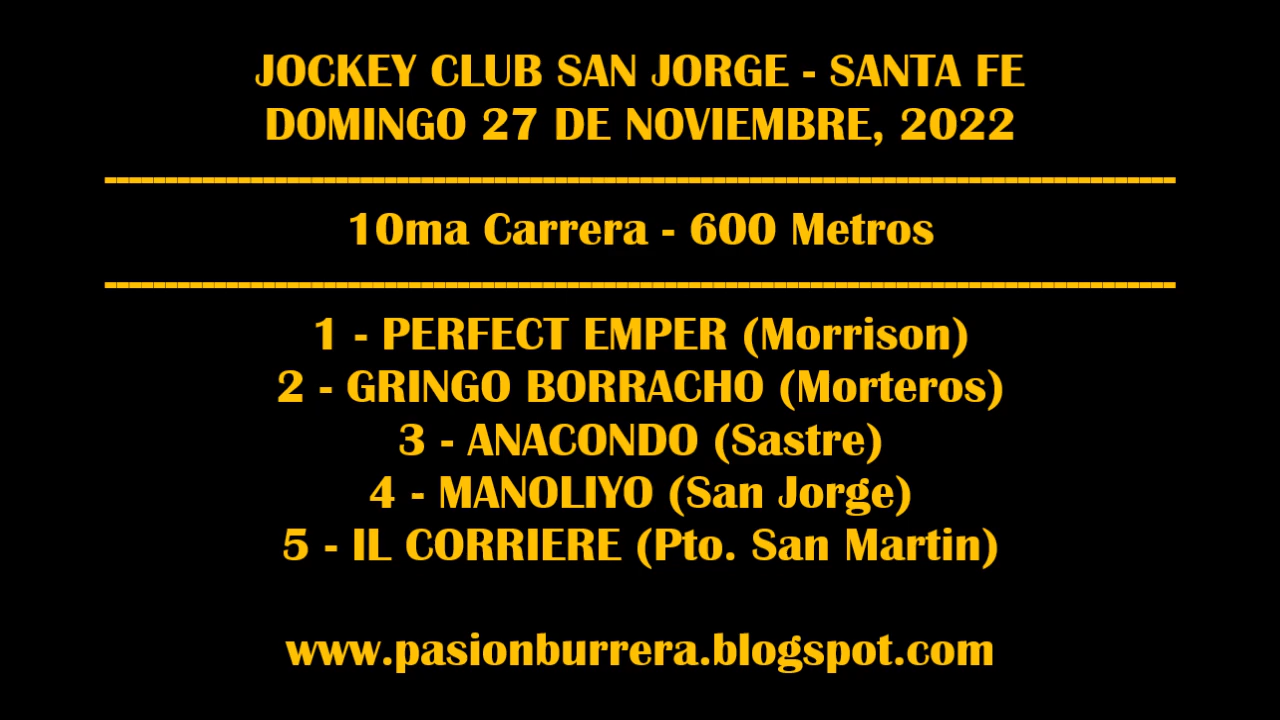 JOCKEY CLUB SAN JORGE - SANTA FE
DOMINGO 27 DE NOVIEMBRE, 2022
10ma Carrera - 600 Metros
1 - PERFECT EMPER (Morrison)
2 - GRINGO BORRACHO (Morteros)
3 - ANACONDO (Sastre)
4 - MANOLIYO (San Jorge)
5 - IL CORRIERE (Pto. San Martin)
www.pasionburrera.blogspot.com